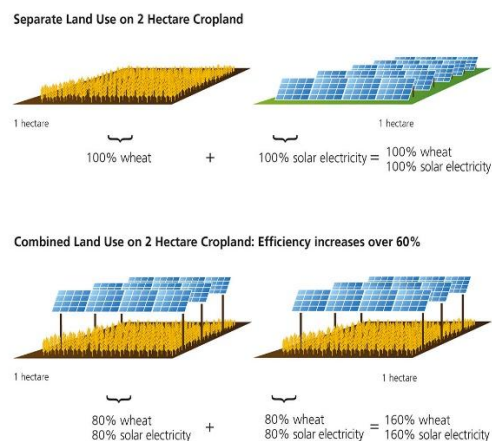 Separate Land Use on 2 Hectare Cropland
1 hectare
1 hectare
100% wheat
+
100% solar electricity = 100% wheat
100% solar electricity
Combined Land Use on 2 Hectare Cropland: Efficiency increases over 60%
1 hectare
1 hectare
80% wheat
80% solar electricity
+
80% wheat
80% solar electricity
=
160% wheat
160% solar electricity